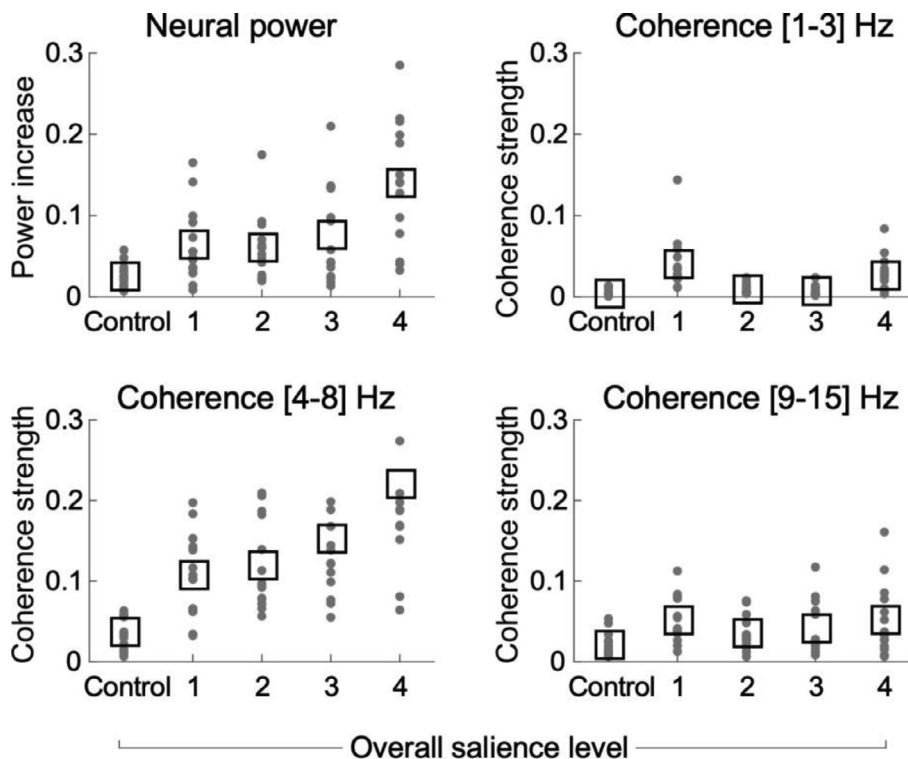 Neural power
Power increase
0.3
0.2
0.1
0
Control 1 2 3 4
Coherence [1-3] Hz
Coherence strength
0.3
0.2
0.1
0
Control 1 2 3 4
Coherence [4-8] Hz
Coherence strength
0.3
0.2
0.1
0
Control 1 2 3 4
Coherence [9-15] Hz
Coherence strength
0.3
0.2
0.1
0
Control 1 2 3 4
Overall salience level